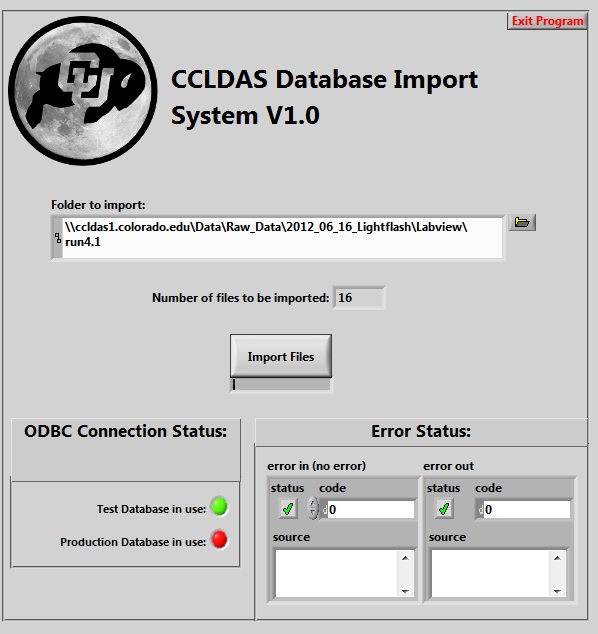 Exit Program
CU
CCLDAS Database Import
System V1.0
Folder to import:
\\ccldas1.colorado.edu\Data\Raw_Data\2012_06_16_Lightflash\Labview\
run4.1
Number of files to be imported: 16
Import Files
ODBC Connection Status:
Test Database in use:
Production Database in use:
Error Status:
error in (no error)
status code
0
source
error out
status code
0
source